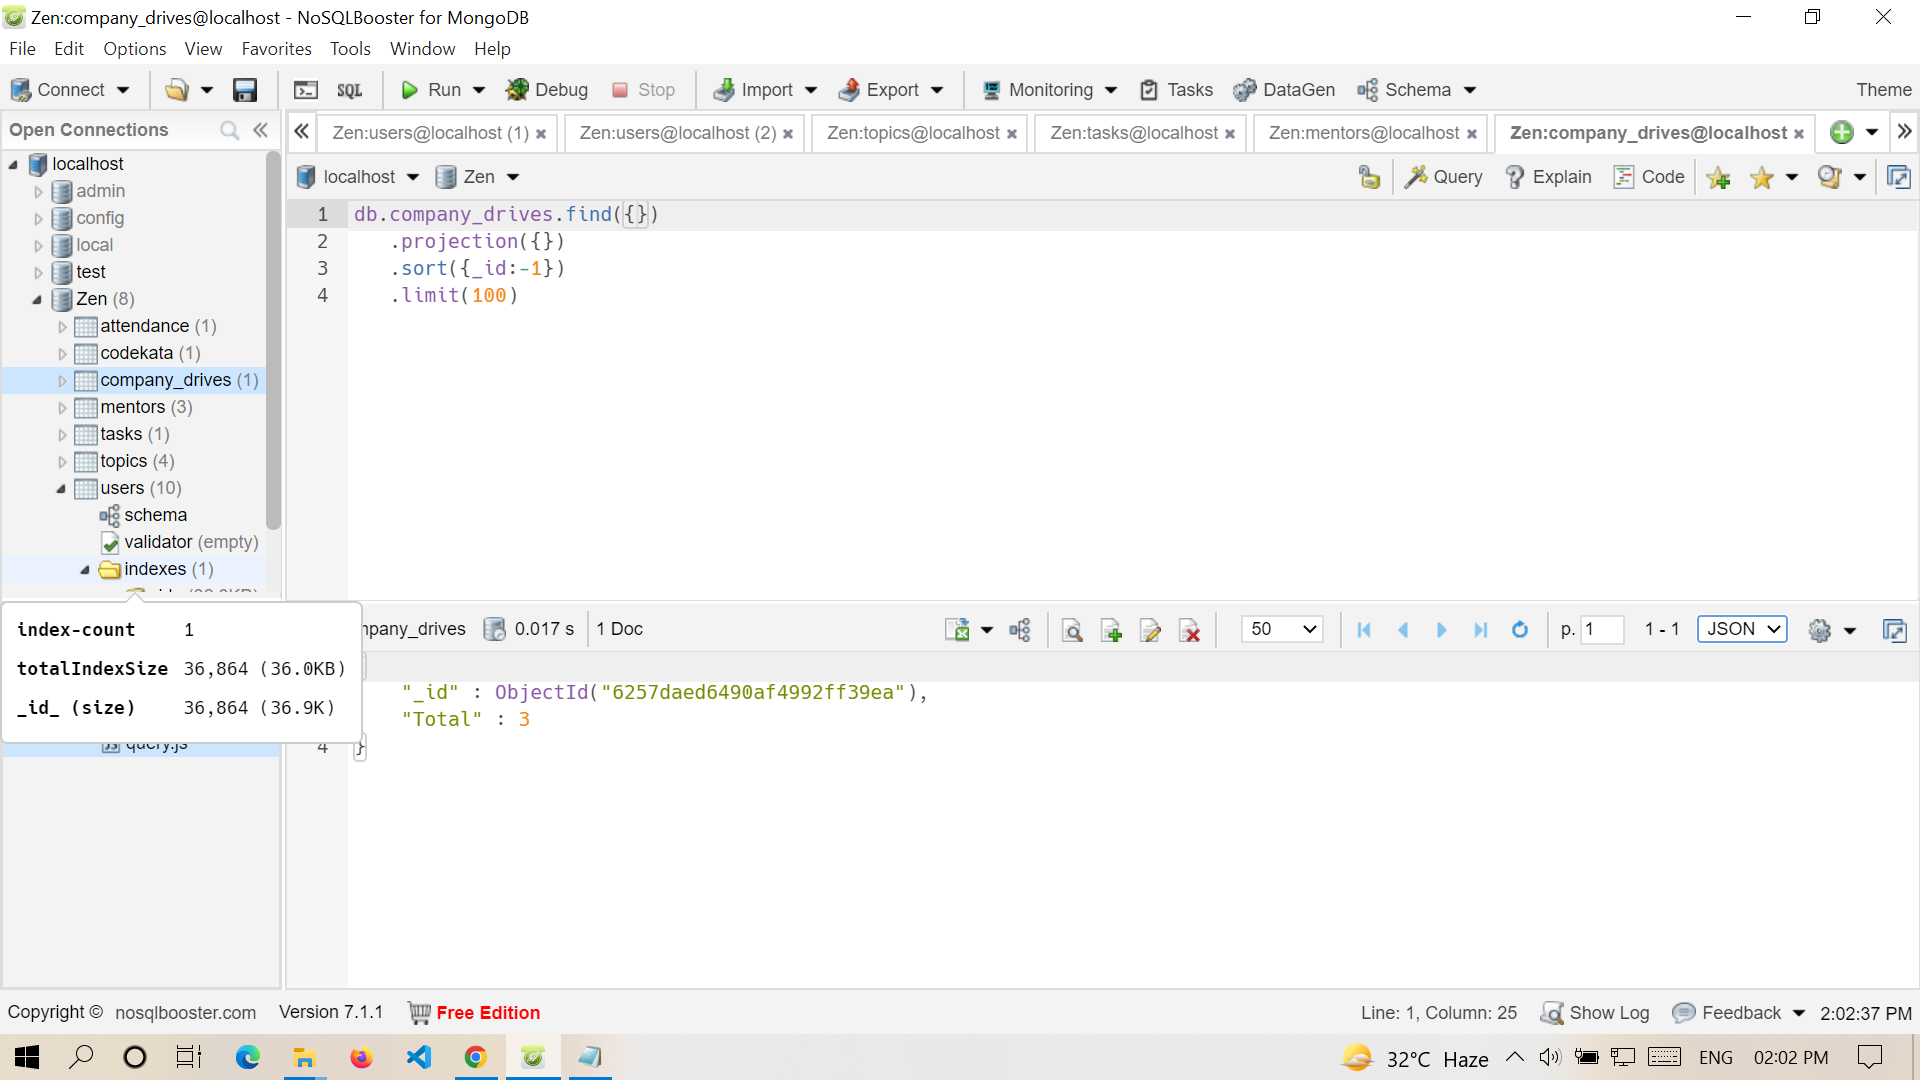 Zen:company_drives@localhost - NoSQLBooster for MongoDB
File Edit Options View Favorites Tools Window Help
Connect SQL Run Debug Stop Import Export Monitoring Tasks DataGen Schema Theme
Open Connections
Zen:users@localhost (1) Zen:users@localhost (2) Zen:topics@localhost Zen:tasks@localhost Zen:mentors@localhost Zen:company_drives@localhost
localhost
admin
config
local
test
Zen (8)
attendance (1)
codekata (1)
company_drives (1)
mentors (3)
tasks (1)
topics (4)
users (10)
schema
validator (empty)
indexes (1)
localhost Zen Query Explain Code
1 db.company_drives.find({})
2 .projection({})
3 .sort({_id:-1})
4 .limit(100)
index-count 1
totalIndexSize 36,864 (36.0KB)
_id_ (size) 36,864 (36.9K)
query.js
mpany_drives 0.017 s 1 Doc 50 p. 1 1 - 1 JSON
"_id" : ObjectId("6257daed6490af4992ff39ea"),
"Total" : 3
4 }
Copyright © nosqlbooster.com Version 7.1.1 Free Edition Line: 1, Column: 25 Show Log Feedback 2:02:37 PM
32°C Haze ENG 02:02 PM